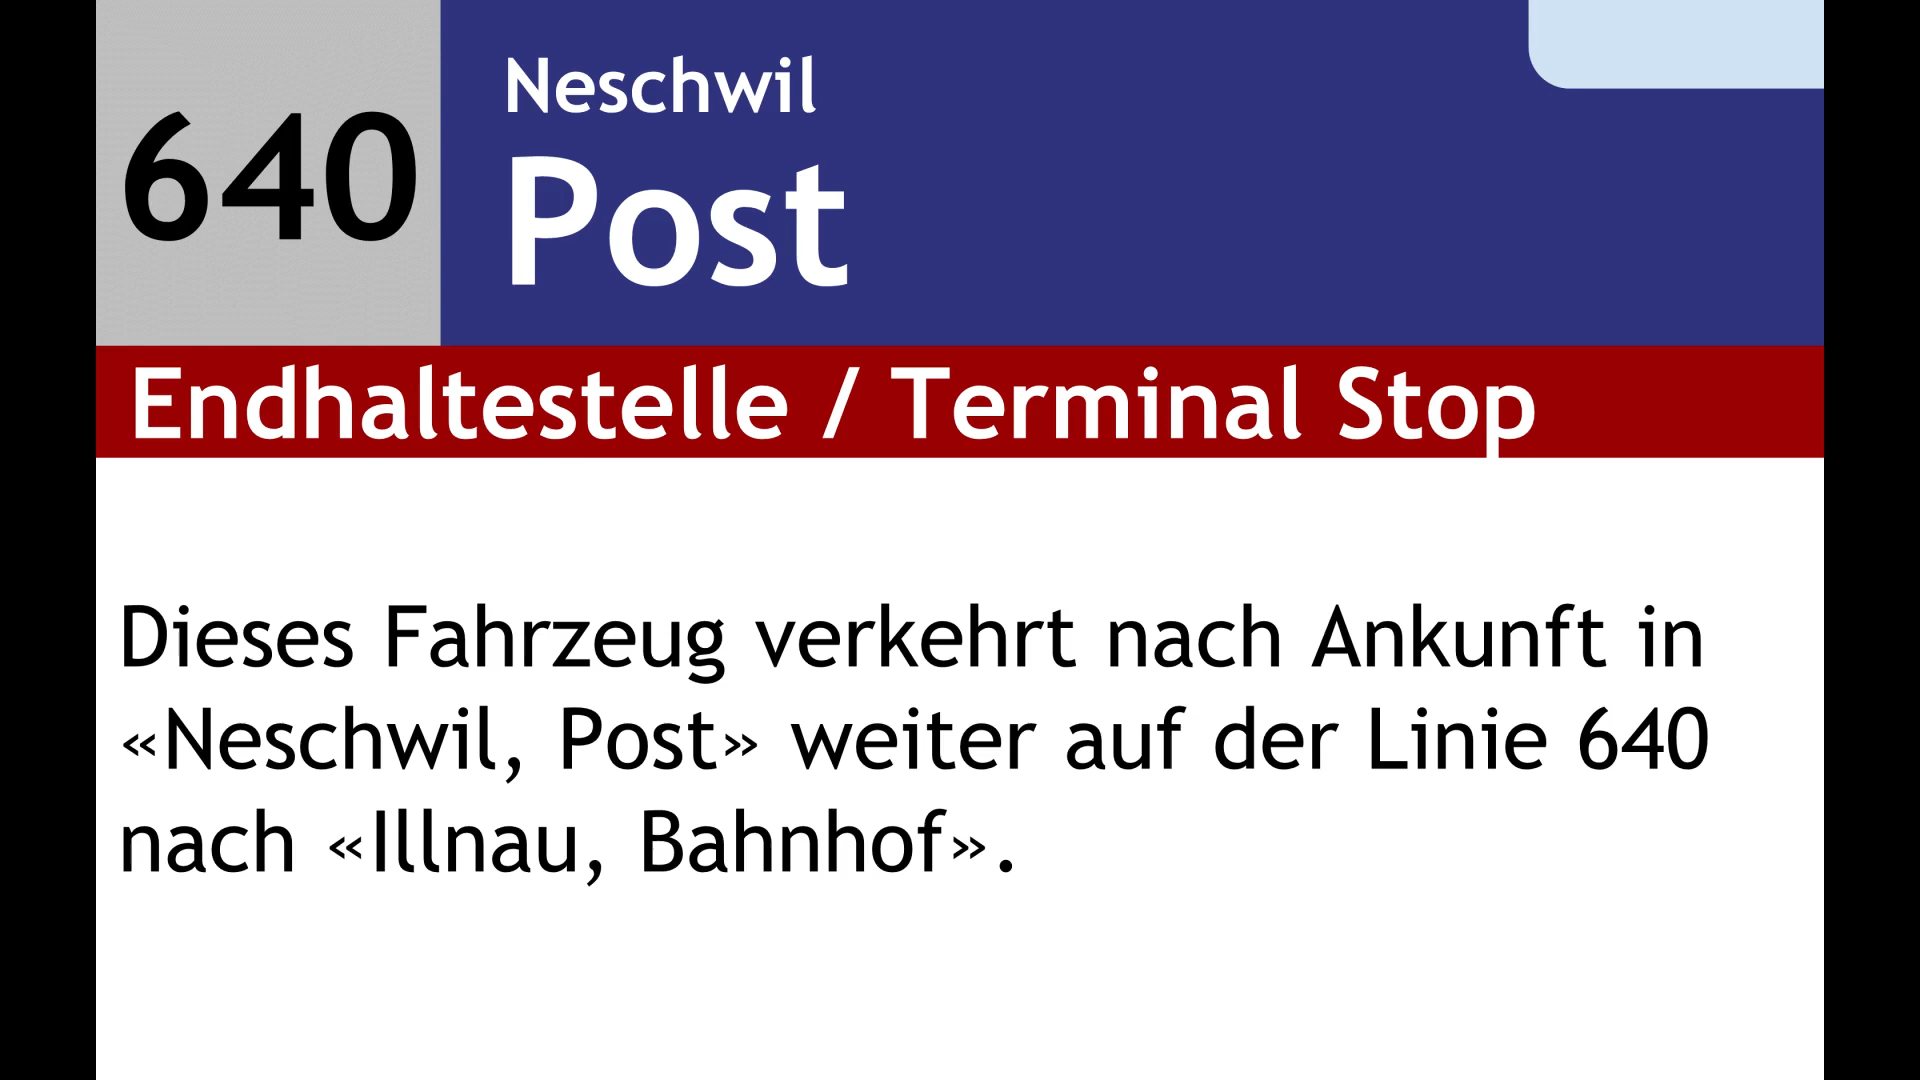 640
Neschwil
Post
Endhaltestelle / Terminal Stop
Dieses Fahrzeug verkehrt nach Ankunft in
«Neschwil, Post» weiter auf der Linie 640
nach «Illnau, Bahnhof».